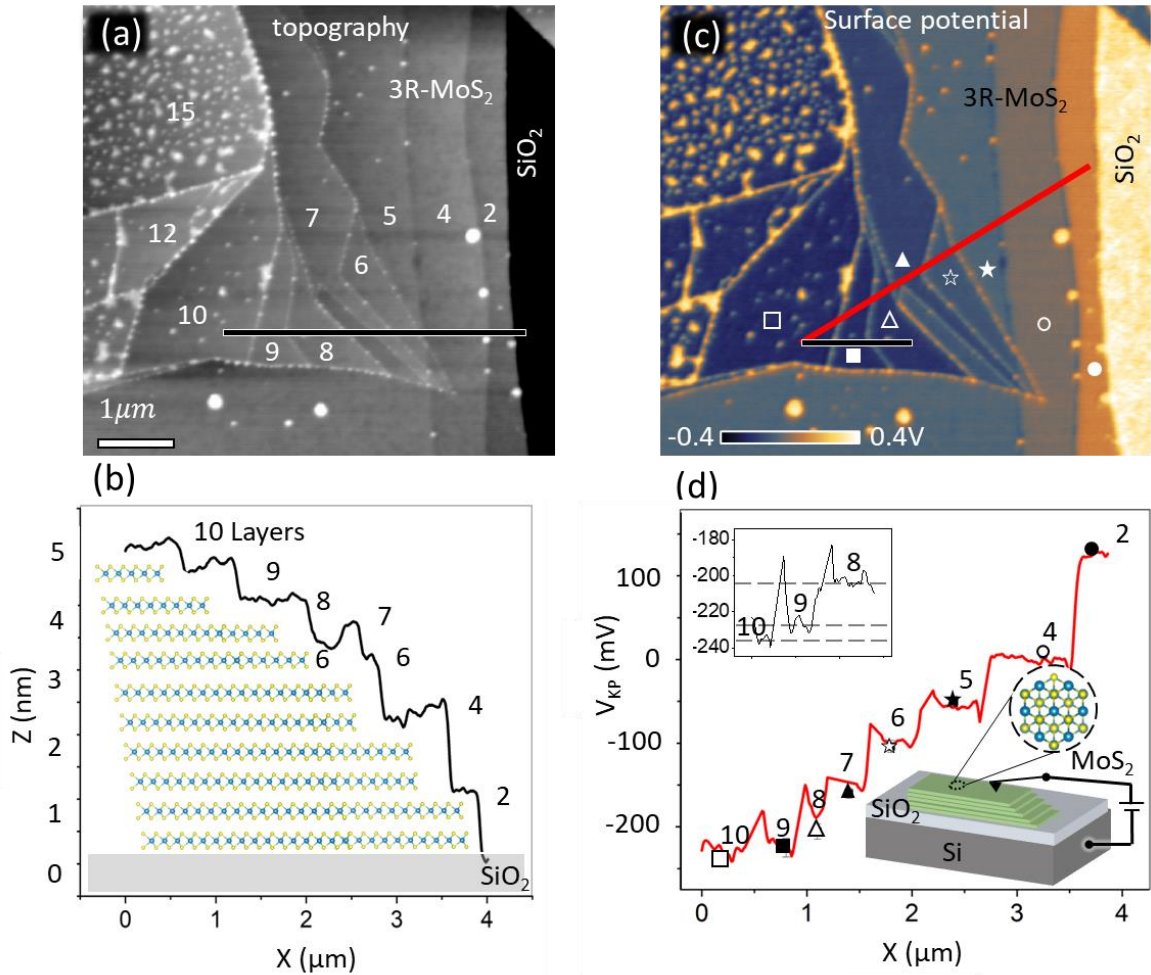 (a)
topography
3R-MoS₂
15
SiO₂
12
7
5
4
2
6
10
9
8
1μm
(c)
Surface potential
3R-MoS₂
SiO₂
-0.4
0.4V
(b)
10 Layers
9
8
7
6
6
4
2
SiO₂
5
4
3
2
1
0
Z (nm)
0
1
2
3
4
X (μm)
(d)
-180
-200
-220
-240
10
9
8
2
4
5
6
7
8
9
10
100
0
-100
-200
V_KP (mV)
MoS₂
SiO₂
Si
0
1
2
3
4
X (μm)